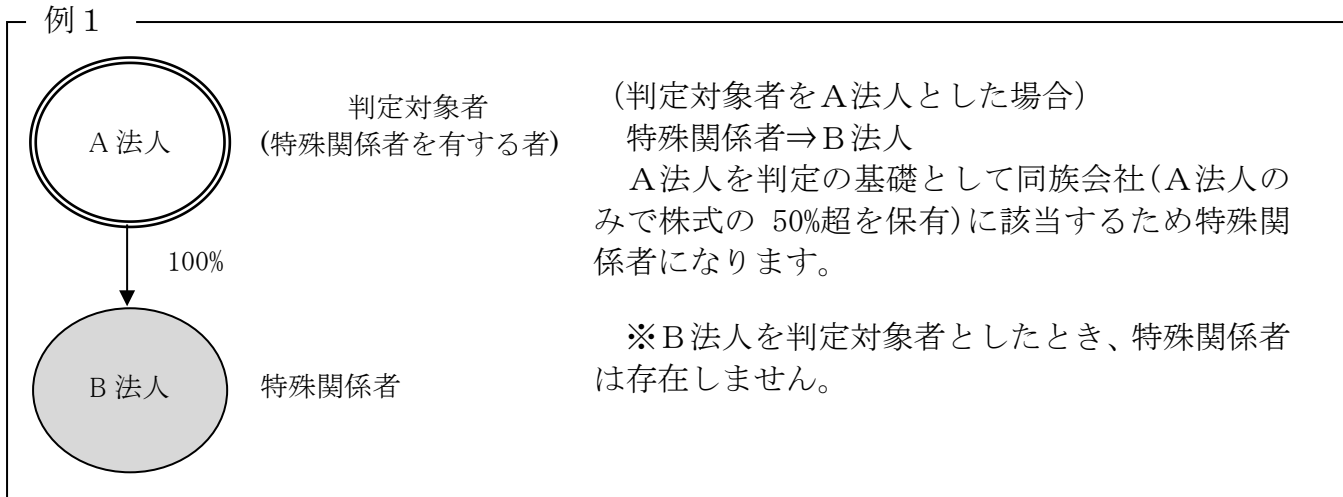 例１
A 法人
判定対象者
(特殊関係者を有する者)
100%
B 法人
特殊関係者
（判定対象者をＡ法人とした場合）
特殊関係者⇒Ｂ法人
Ａ法人を判定の基礎として同族会社(Ａ法人の
みで株式の 50%超を保有)に該当するため特殊関
係者になります。
※Ｂ法人を判定対象者としたとき、特殊関係者
は存在しません。